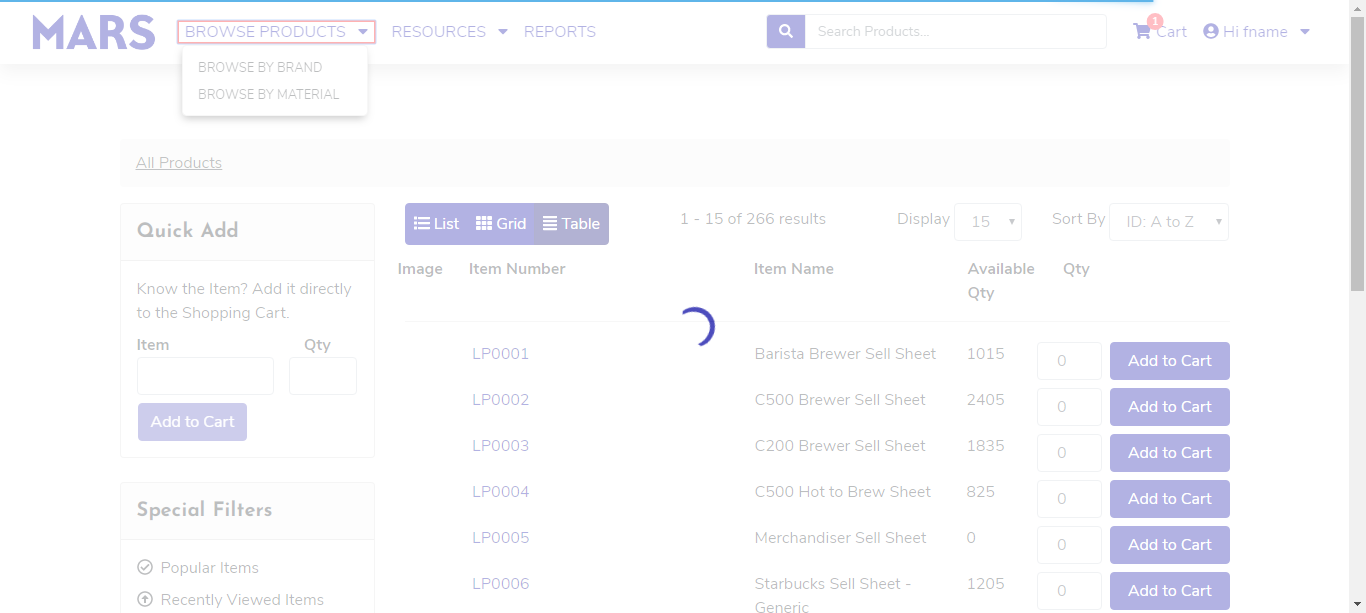 MARS BROWSE PRODUCTS RESOURCES REPORTS Search Products... 1 Cart Hi fname
BROWSE BY BRAND
BROWSE BY MATERIAL
All Products
Quick Add
Know the Item? Add it directly
to the Shopping Cart.
Item Qty
Add to Cart
Special Filters
Popular Items
Recently Viewed Items
List Grid Table 1 - 15 of 266 results Display 15 Sort By ID: A to Z
Image Item Number Item Name Available Qty
Qty
LP0001 Barista Brewer Sell Sheet 1015 0 Add to Cart
LP0002 C500 Brewer Sell Sheet 2405 0 Add to Cart
LP0003 C200 Brewer Sell Sheet 1835 0 Add to Cart
LP0004 C500 Hot to Brew Sheet 825 0 Add to Cart
LP0005 Merchandiser Sell Sheet 0 0 Add to Cart
LP0006 Starbucks Sell Sheet - 1205 0 Add to Cart
Generic